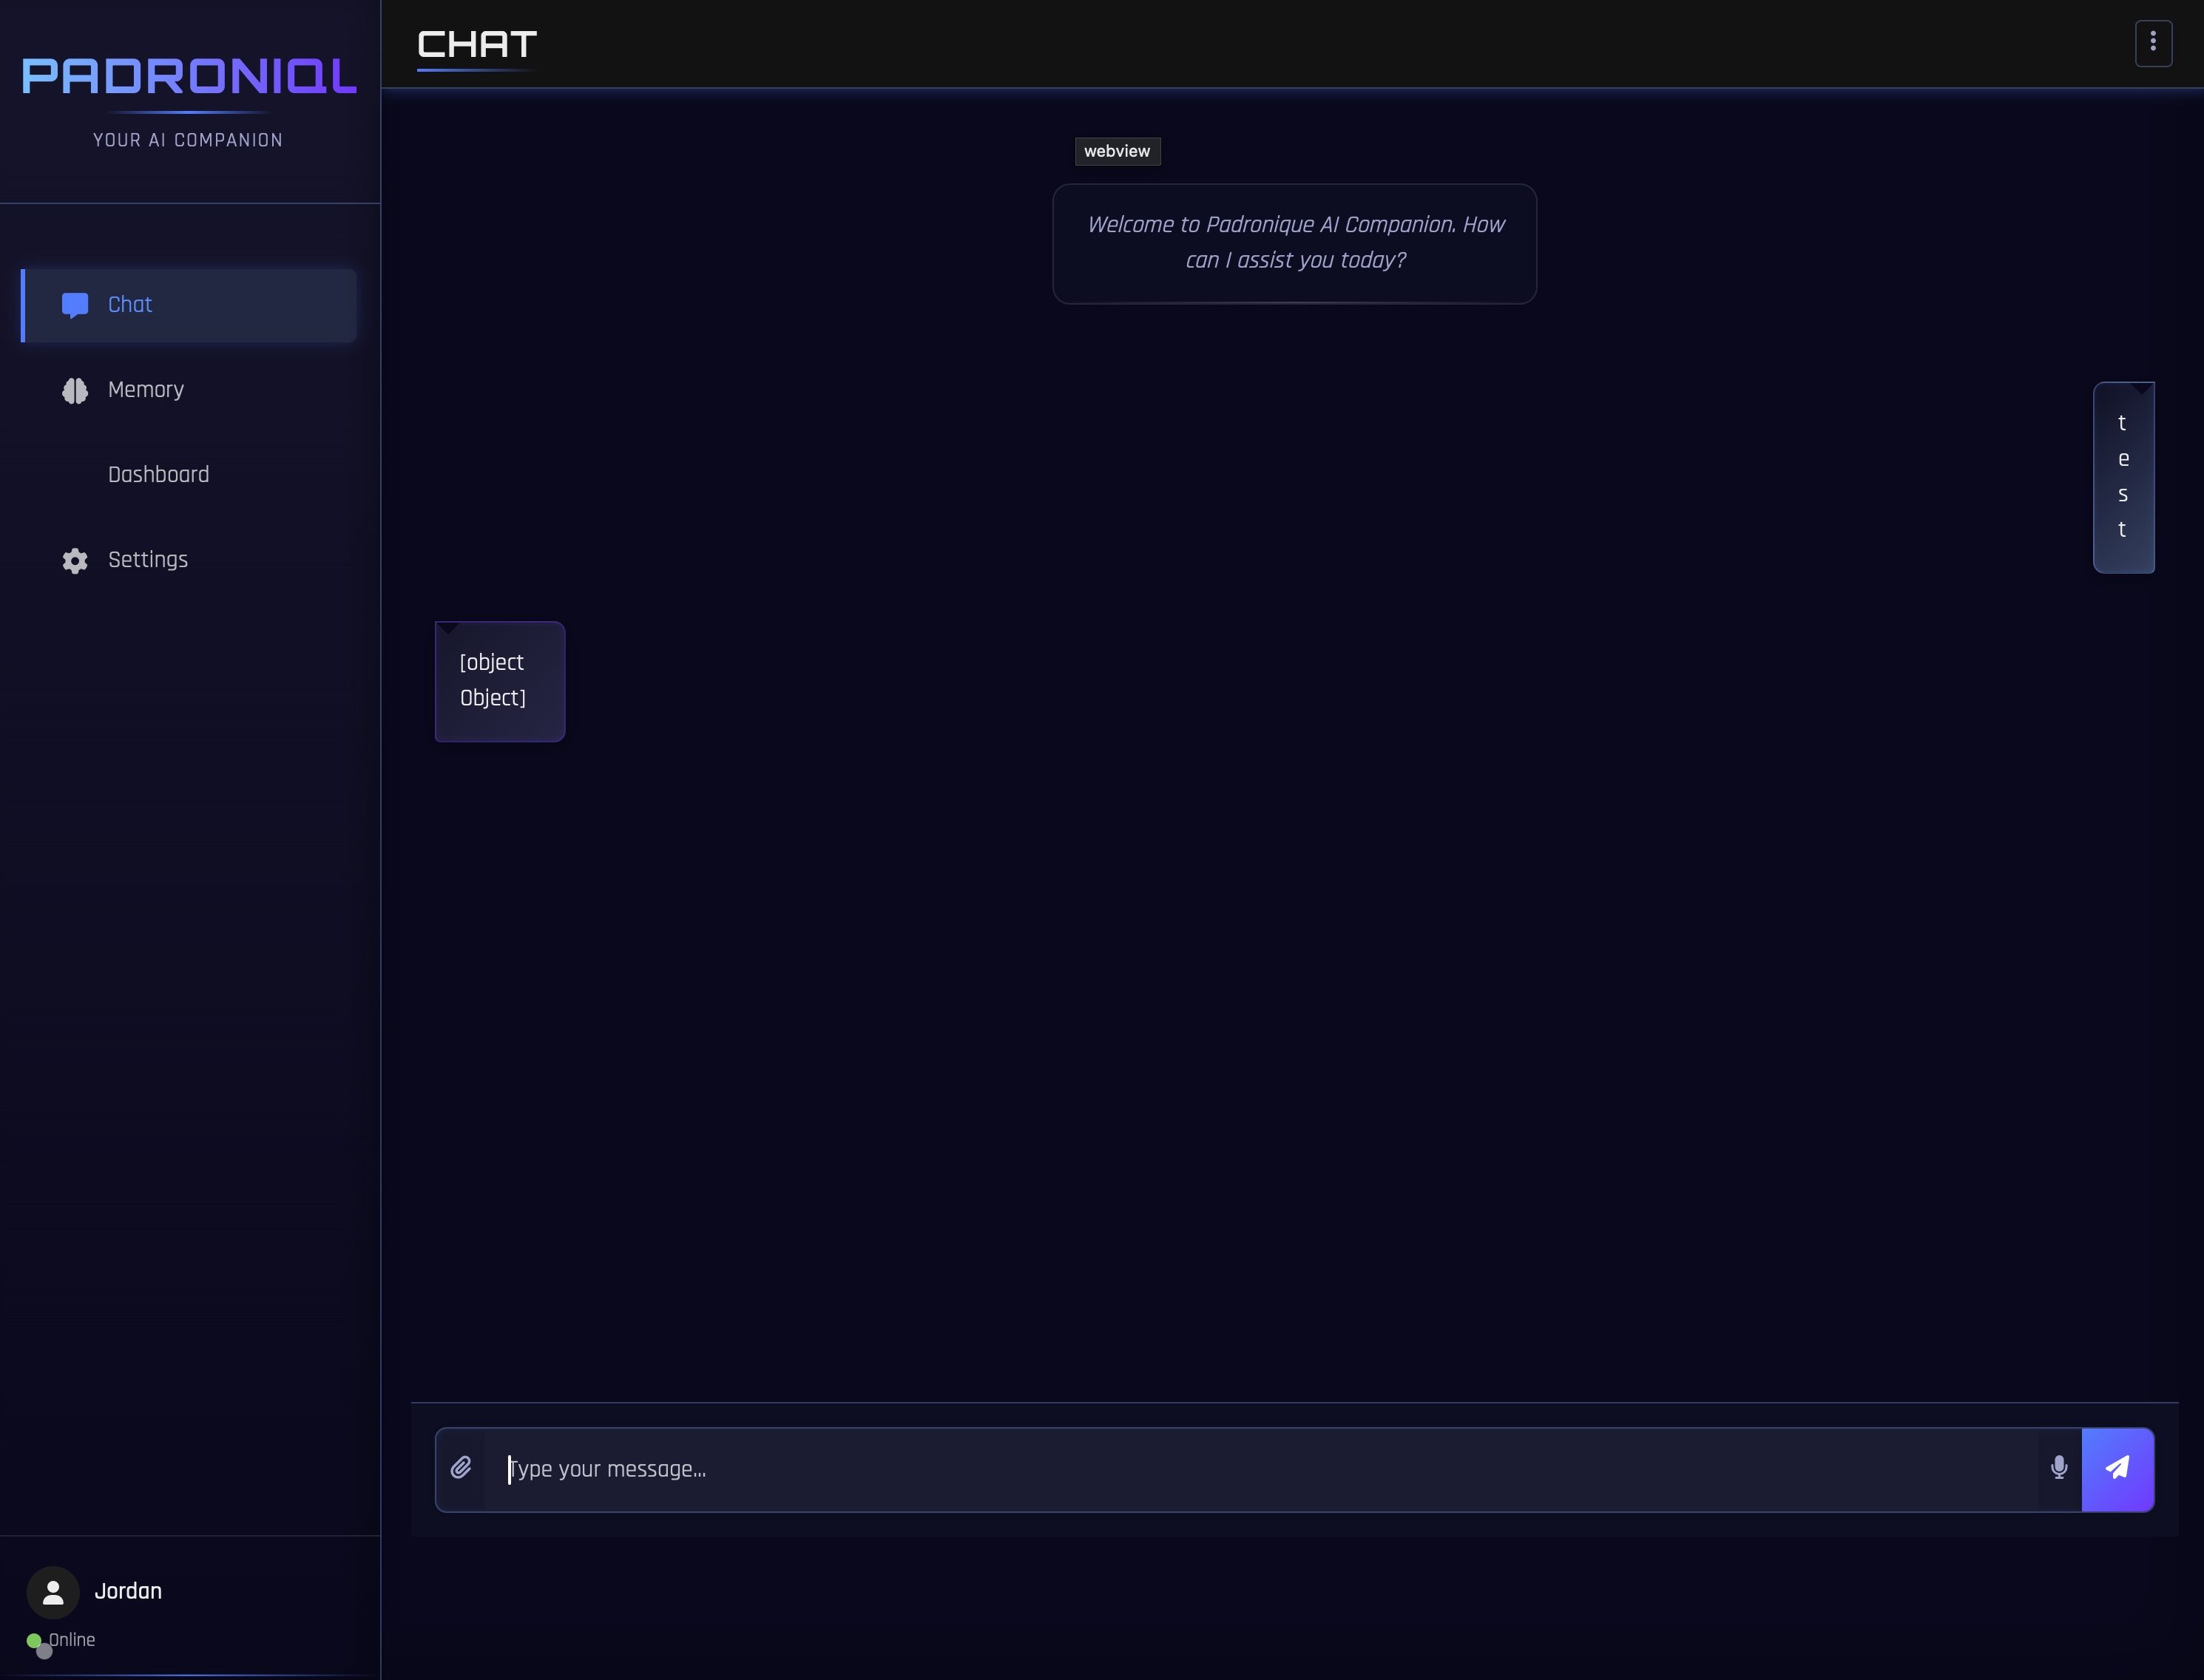 PADRONIQL
YOUR AI COMPANION
Chat
Memory
Dashboard
Settings
Jordan
Online
CHAT
webview
Welcome to Padronique AI Companion. How
can I assist you today?
t
e
s
t
[object
Object]
Type your message...